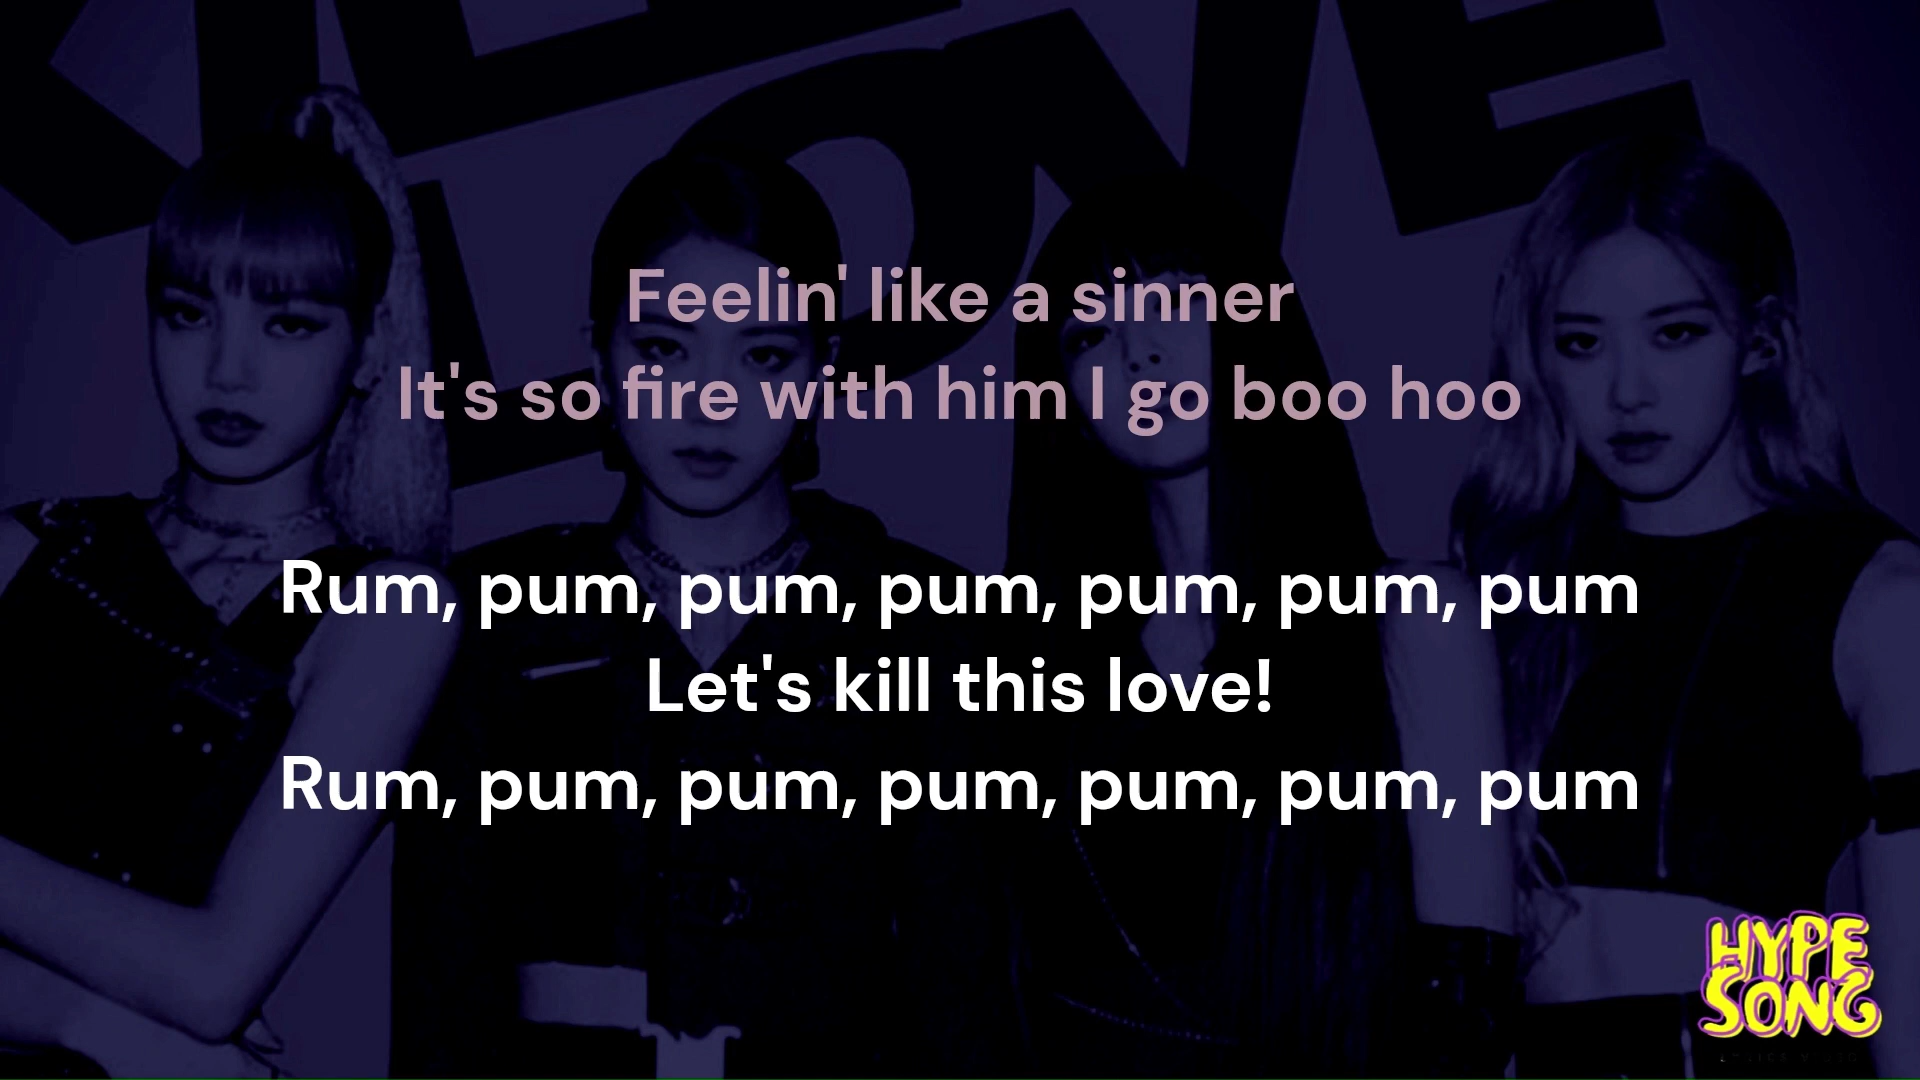 Feelin' like a sinner
It's so fire with him I go boo hoo
Rum, pum, pum, pum, pum, pum, pum
Let's kill this love!
Rum, pum, pum, pum, pum, pum, pum
HYPE
SONG